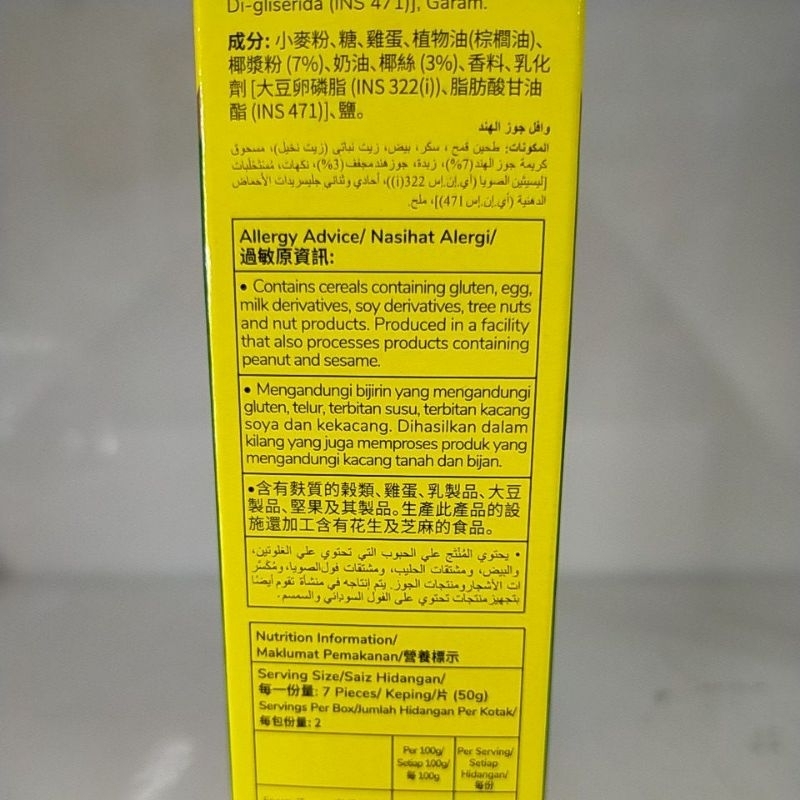 Di-gliserida (INS 471)], Garam.
成分: 小麥粉、糖、雞蛋、植物油(棕櫚油)、
椰漿粉 (7%)、奶油、椰絲 (3%)、香料、乳化
劑 [大豆卵磷脂 (INS 322(i))、脂肪酸甘油
酯 (INS 471)]、鹽。
وافل جوز الهند
المكونات: طحين قمح ، سكر، بيض، زيت نباتي (زيت نخيل)، مسحوق
كريمة جوز الهند (7%)، زبدة، جوز هند مجفف (3%)، نكهات، مُستَحلَبات
[ليسيثين الصويا (أي.إن.إس 322(i))، أحادي وثنائي جليسريدات الأحماض
الدهنية (أي.إن.إس 471)]، ملح.
Allergy Advice/ Nasihat Alergi/
過敏原資訊:
• Contains cereals containing gluten, egg,
milk derivatives, soy derivatives, tree nuts
and nut products. Produced in a facility
that also processes products containing
peanut and sesame.
• Mengandungi bijirin yang mengandungi
gluten, telur, terbitan susu, terbitan kacang
soya dan kekacang. Dihasilkan dalam
kilang yang juga memproses produk yang
mengandungi kacang tanah dan bijan.
•含有麩質的穀類、雞蛋、乳製品、大豆
製品、堅果及其製品。生產此產品的設
施還加工含有花生及芝麻的食品。
• يحتوي المُنْتَج علي الحبوب التي تحتوي علي الغلوتين،
والبيض، ومشتقات الحليب، ومشتقات فول الصويا، ومُكَسَّر
ات الأشجار ومنتجات الجوز. يتم إنتاجه في منشأة تقوم أيضًا
بتجهيز منتجات تحتوي على الفول السوداني والسمسم.
Nutrition Information/
Maklumat Pemakanan/營養標示
Serving Size/Saiz Hidangan/
每一份量: 7 Pieces/ Keping/片 (50g)
Servings Per Box/Jumlah Hidangan Per Kotak/
每包份量: 2
Per 100g/
Setiap 100g/
每 100g
Per Serving/
Setiap
Hidangan/
每份